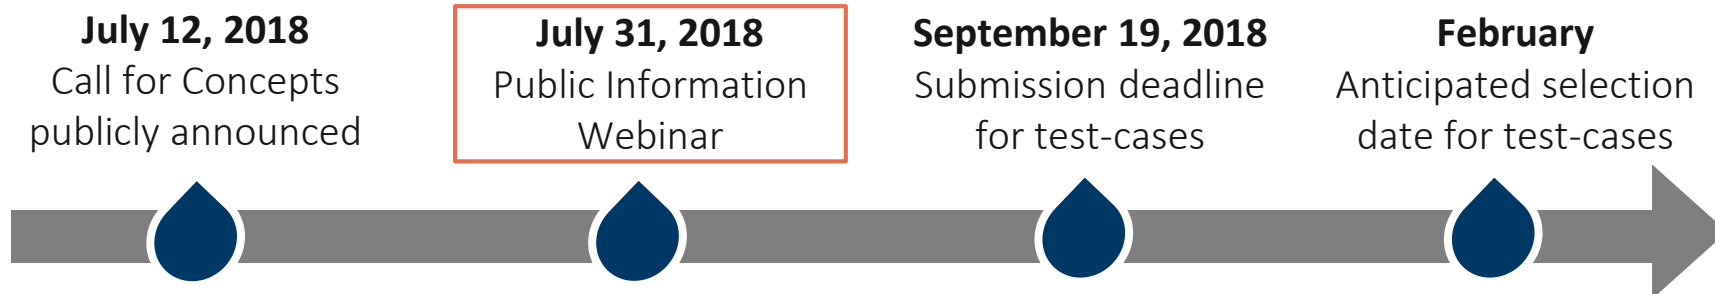 July 12, 2018
Call for Concepts
publicly announced
July 31, 2018
Public Information
Webinar
September 19, 2018
Submission deadline
for test-cases
February
Anticipated selection
date for test-cases